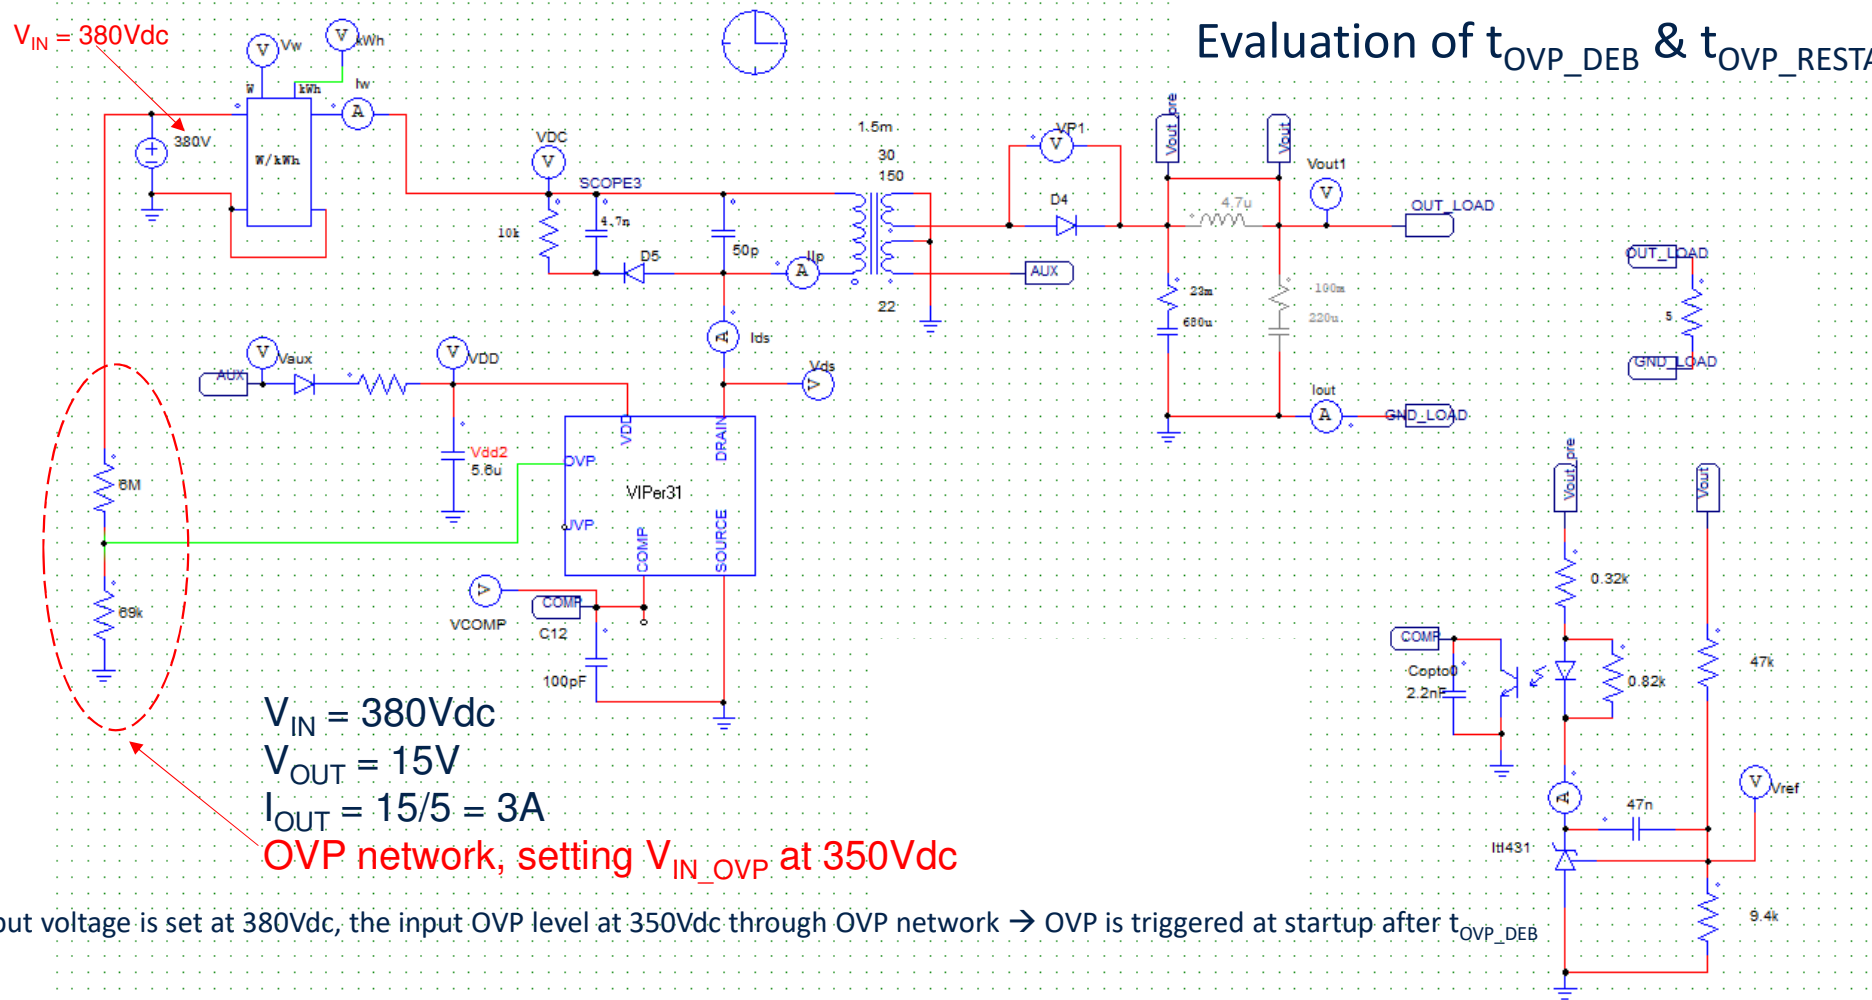 Evaluation of tOVP_DEB & tOVP_RESTA
VIN = 380Vdc
V
Vw
V
kWh
W
kWh
Iw
A
380V
W/kWh
VDC
V
SCOPE3
10k
4.7n
D5
50p
A
Ip
1.5m
30
150
22
VP1
V
D4
AUX
Vout_pre
Vout
Vout1
V
4.7u
OUT_LOAD
23m
680u
100m
220u
OUT_LOAD
5
GND_LOAD
A
Ids
Vds
V
Iout
A
GND_LOAD
V
Vaux
AUX
V
VDD
Vdd2
5.6u
VDD
DRAIN
OVP
VIPer31
UVP
COMP
SOURCE
6M
69k
V
VCOMP
COMP
C12
100pF
Vout_pre
Vout
0.32k
COMP
Copto0
2.2nF
0.82k
47k
A
47n
V
Vref
Itl431
9.4k
VIN = 380Vdc
VOUT = 15V
IOUT = 15/5 = 3A
OVP network, setting VIN_OVP at 350Vdc
out voltage is set at 380Vdc, the input OVP level at 350Vdc through OVP network → OVP is triggered at startup after tOVP_DEB